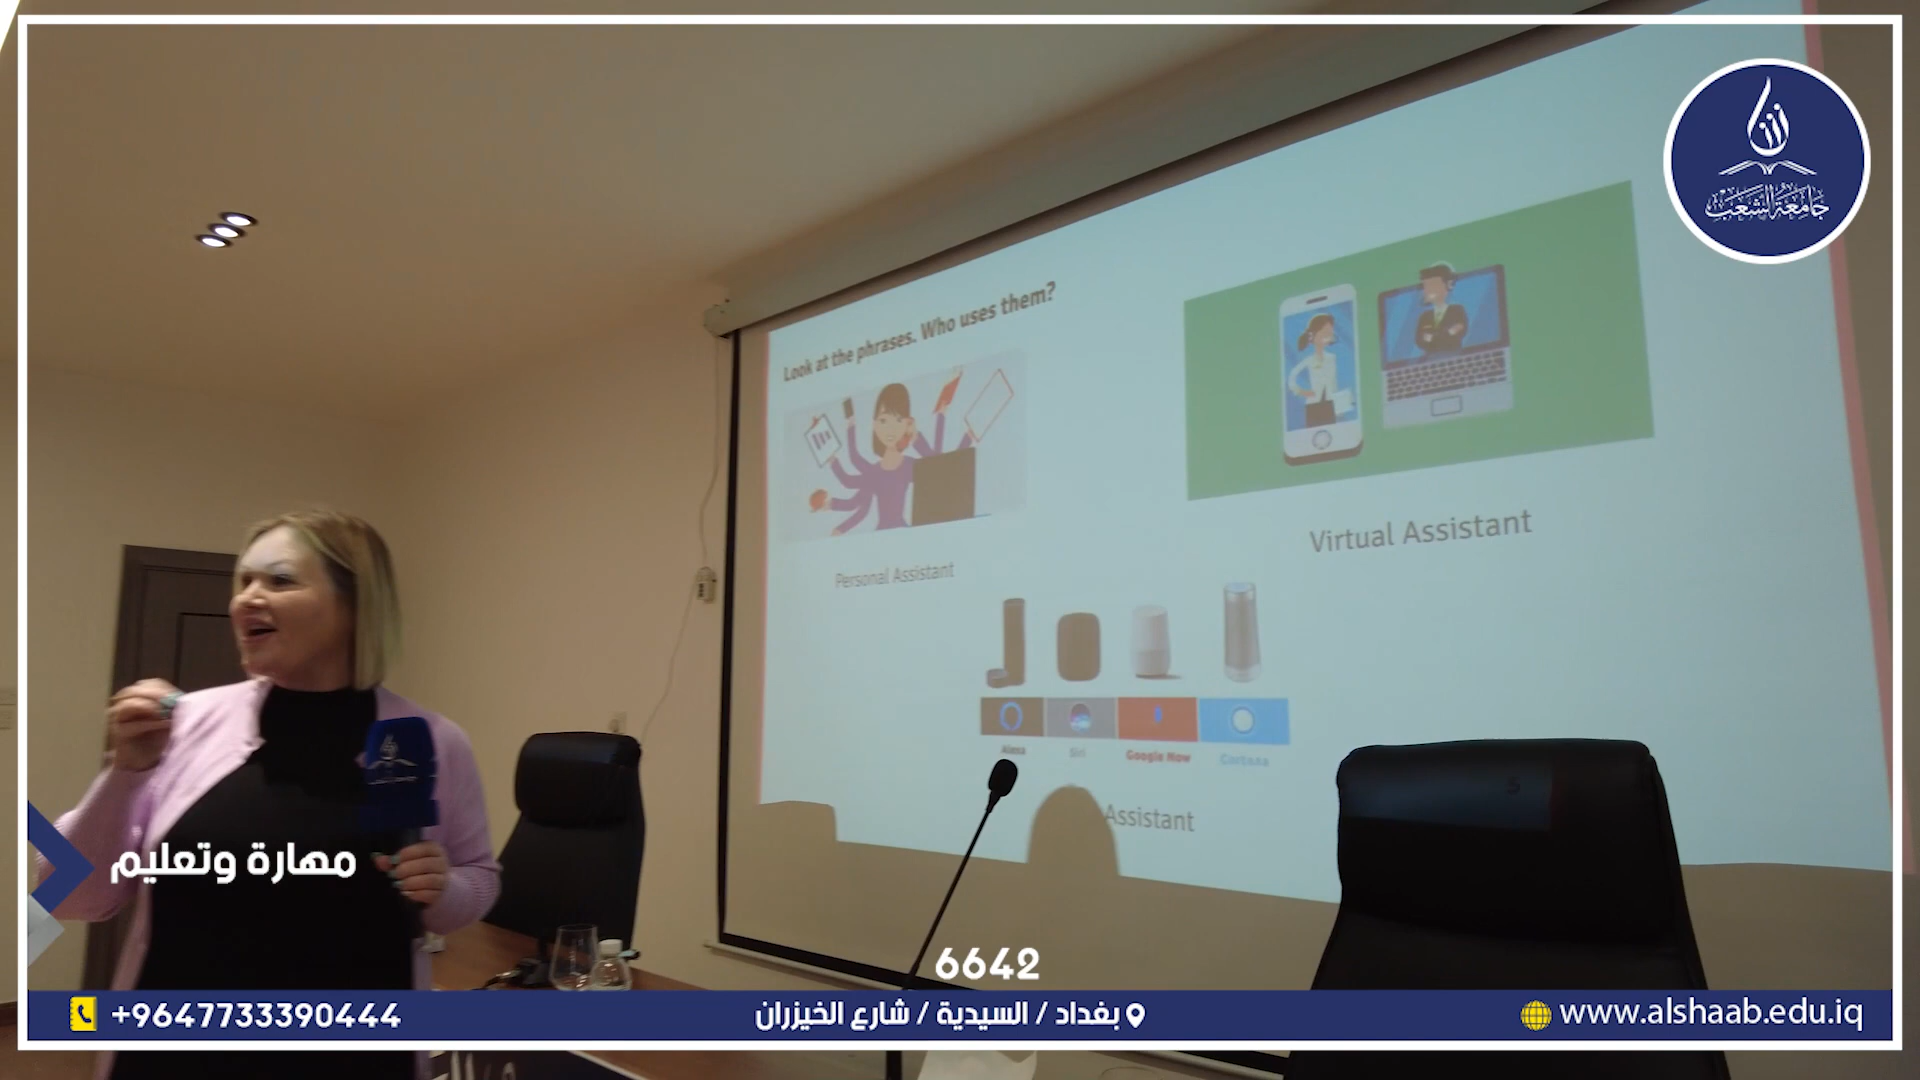 جامعة الشعب
Look at the phrases. Who uses them?
Personal Assistant
Virtual Assistant
Alexa
Siri
Google Now
Cortana
Assistant
مهارة وتعليم
6642
+9647733390444
بغداد / السيدية / شارع الخيزران
www.alshaab.edu.iq